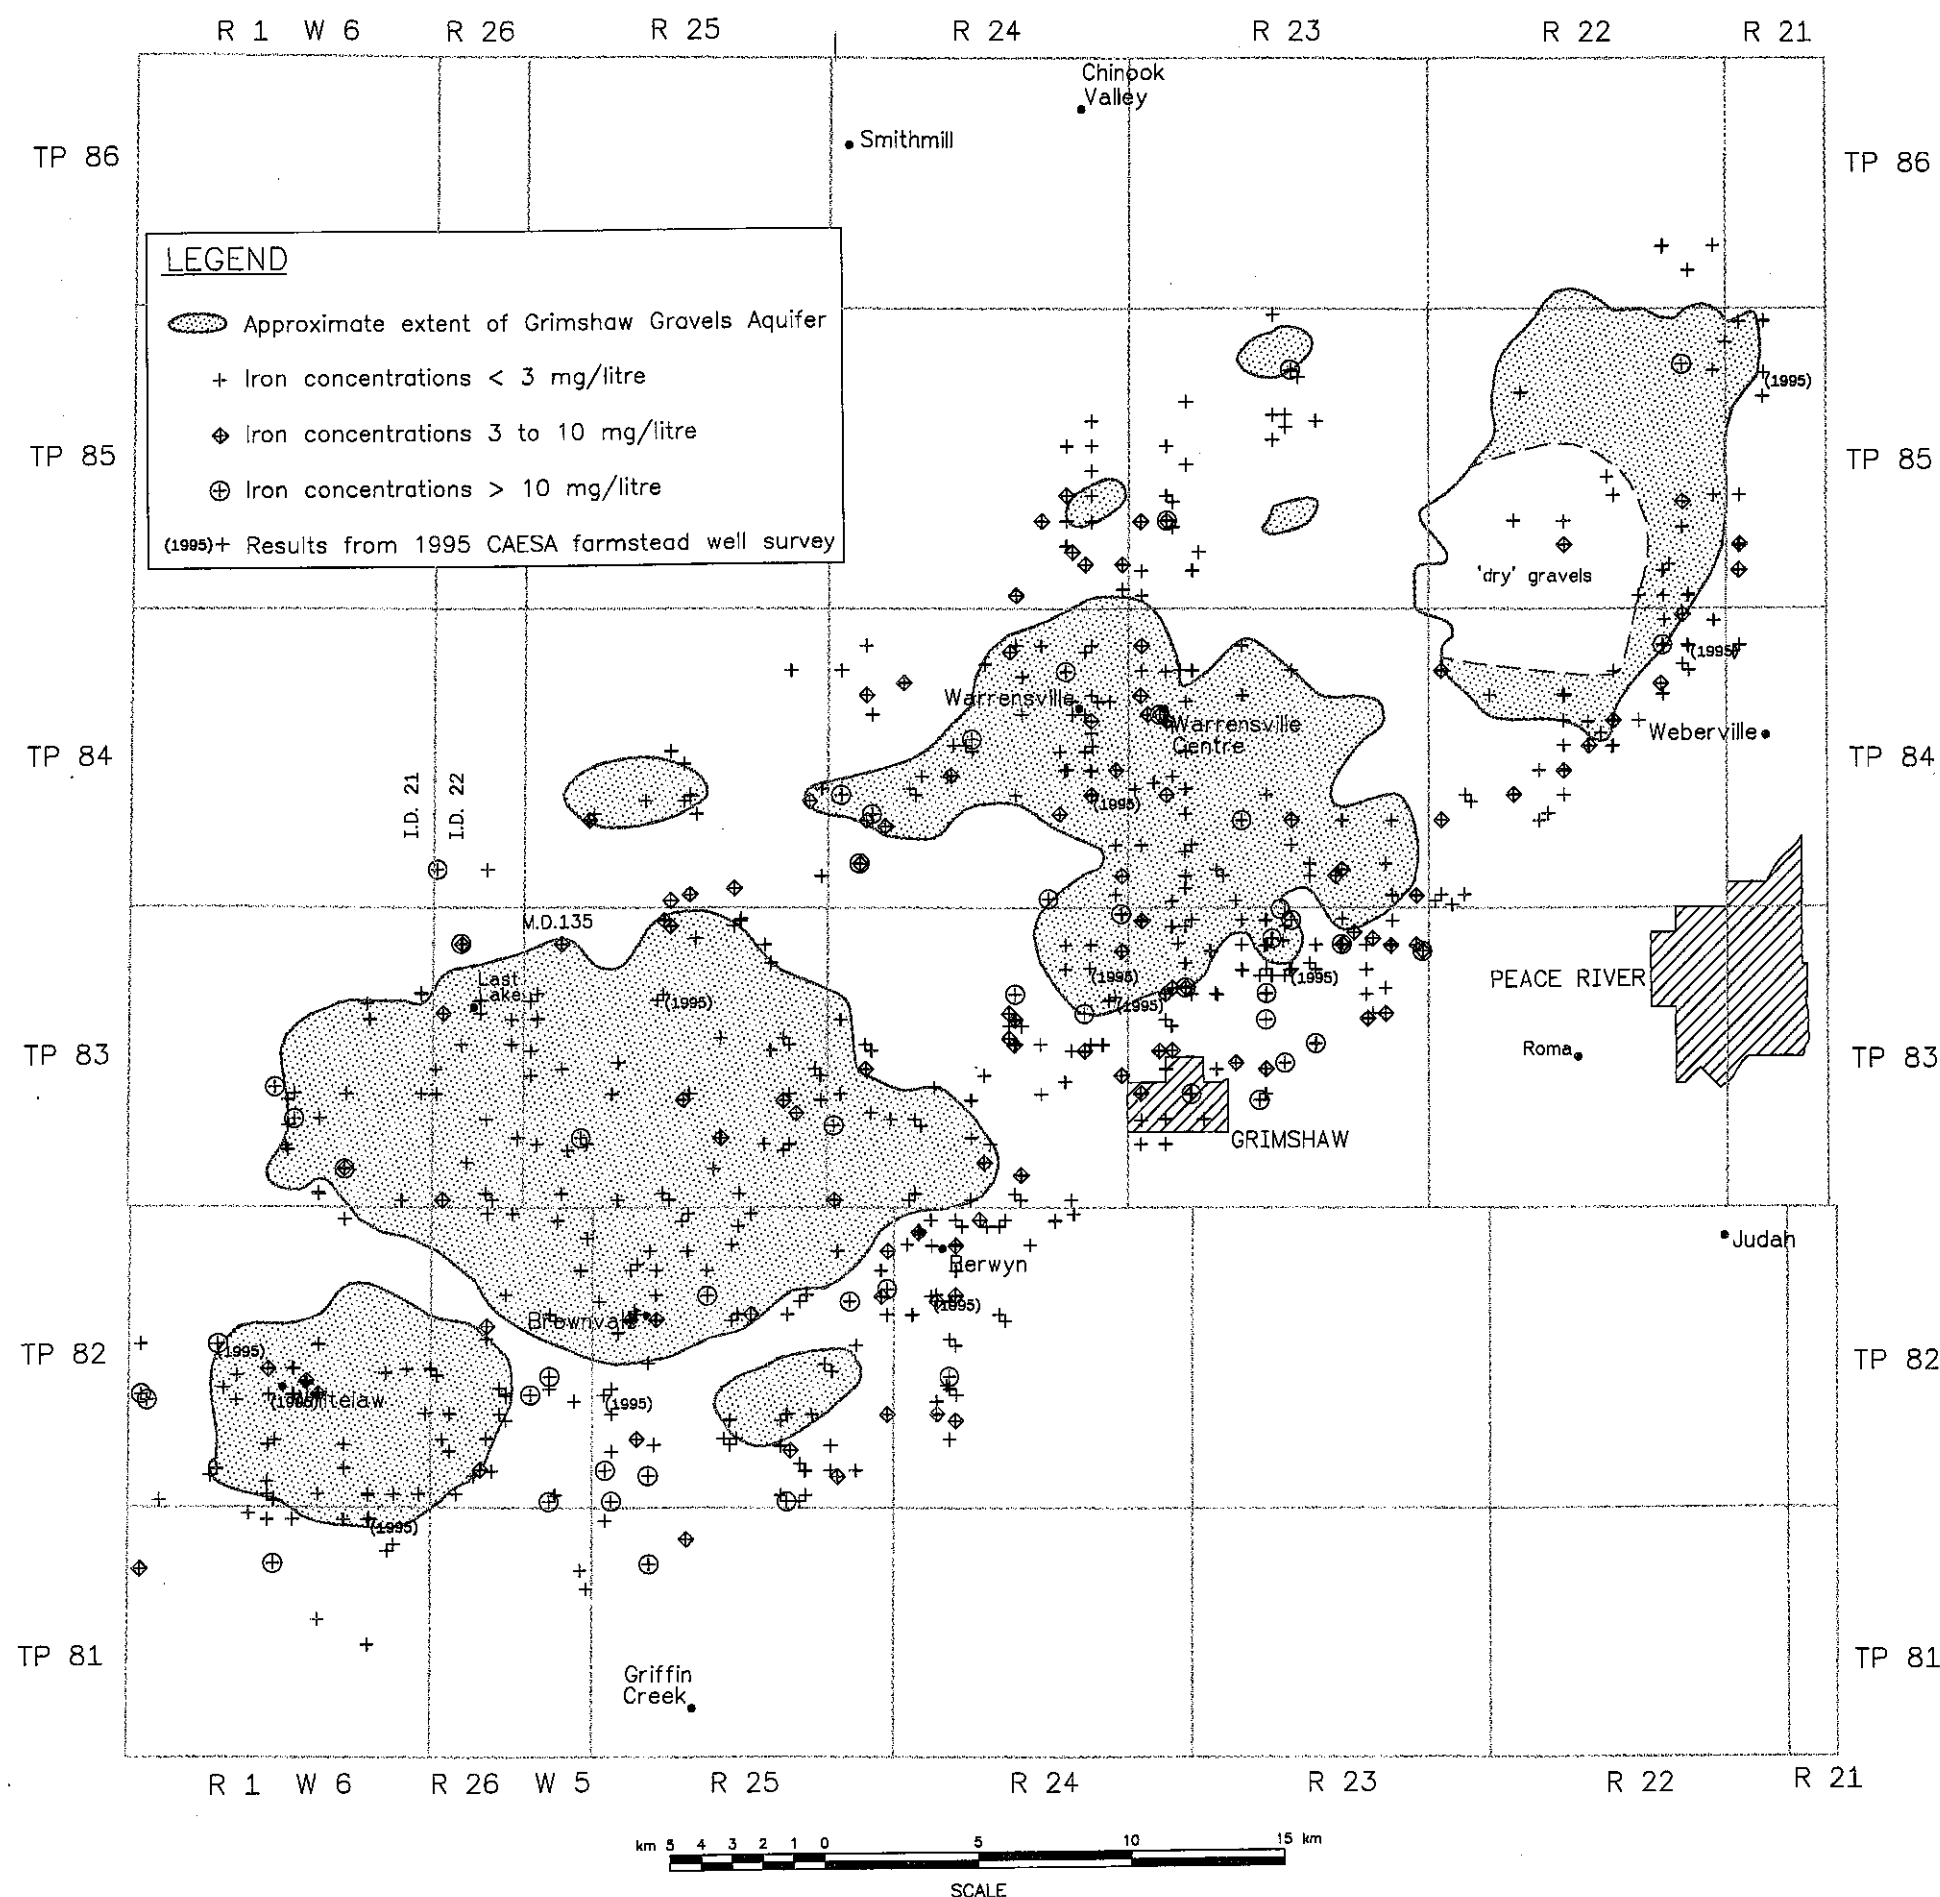 R 1 W 6 R 26 R 25 R 24 R 23 R 22 R 21
Chinook
Valley
Smithmill
TP 86 TP 86
LEGEND
Approximate extent of Grimshaw Gravels Aquifer
Iron concentrations < 3 mg/litre
Iron concentrations 3 to 10 mg/litre
Iron concentrations > 10 mg/litre
(1995)+ Results from 1995 CAESA farmstead well survey
(1995)
TP 85 TP 85
'dry' gravels
(1995)
Warrensville
Warrensville
Centre
Weberville
TP 84 TP 84
I.D. 21
I.D. 22
(1995)
M.D.135
Last
Lake
(1995)
(1995)
(1995)
(1995)
PEACE RIVER
Roma
TP 83 TP 83
GRIMSHAW
Judah
Berwyn
(1995)
Brownvale
TP 82 TP 82
(1995)
(1995)
Whitelaw
(1995)
(1995)
TP 81 TP 81
Griffin
Creek
R 1 W 6 R 26 W 5 R 25 R 24 R 23 R 22 R 21
km 5 4 3 2 1 0 5 10 15 km
SCALE